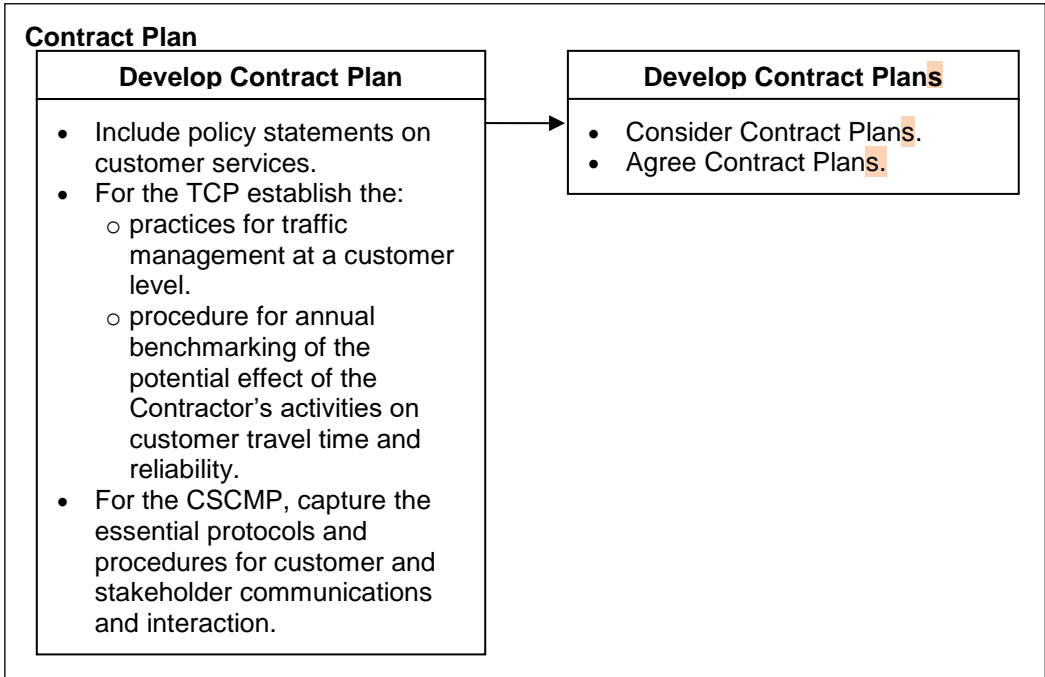 Contract Plan
Develop Contract Plan
• Include policy statements on
customer services.
• For the TCP establish the:
o practices for traffic
management at a customer
level.
o procedure for annual
benchmarking of the
potential effect of the
Contractor’s activities on
customer travel time and
reliability.
• For the CSCMP, capture the
essential protocols and
procedures for customer and
stakeholder communications
and interaction.
Develop Contract Plans
• Consider Contract Plans.
• Agree Contract Plans.